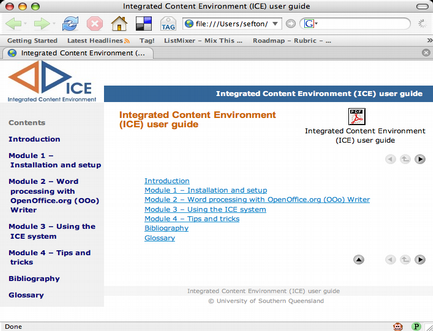 Integrated Content Environment (ICE) user guide
TAG
file:///Users/sefton/
G
Getting Started Latest Headlines Tag! ListMixer - Mix This ... Roadmap - Rubric - ...
Integrated Content Environment (...
ICE
Integrated Content Environment
Integrated Content Environment (ICE) user guide
Contents
Introduction
Module 1 –
Installation and setup
Module 2 – Word
processing with
OpenOffice.org (OOo)
Writer
Module 3 – Using the
ICE system
Module 4 – Tips and
tricks
Bibliography
Glossary
Integrated Content Environment
(ICE) user guide
PDF
Integrated Content Environment
(ICE) user guide
Introduction
Module 1 – Installation and setup
Module 2 – Word processing with OpenOffice.org (OOo) Writer
Module 3 – Using the ICE system
Module 4 – Tips and tricks
Bibliography
Glossary
Integrated Content Environment (ICE) user guide
© University of Southern Queensland
Done
P